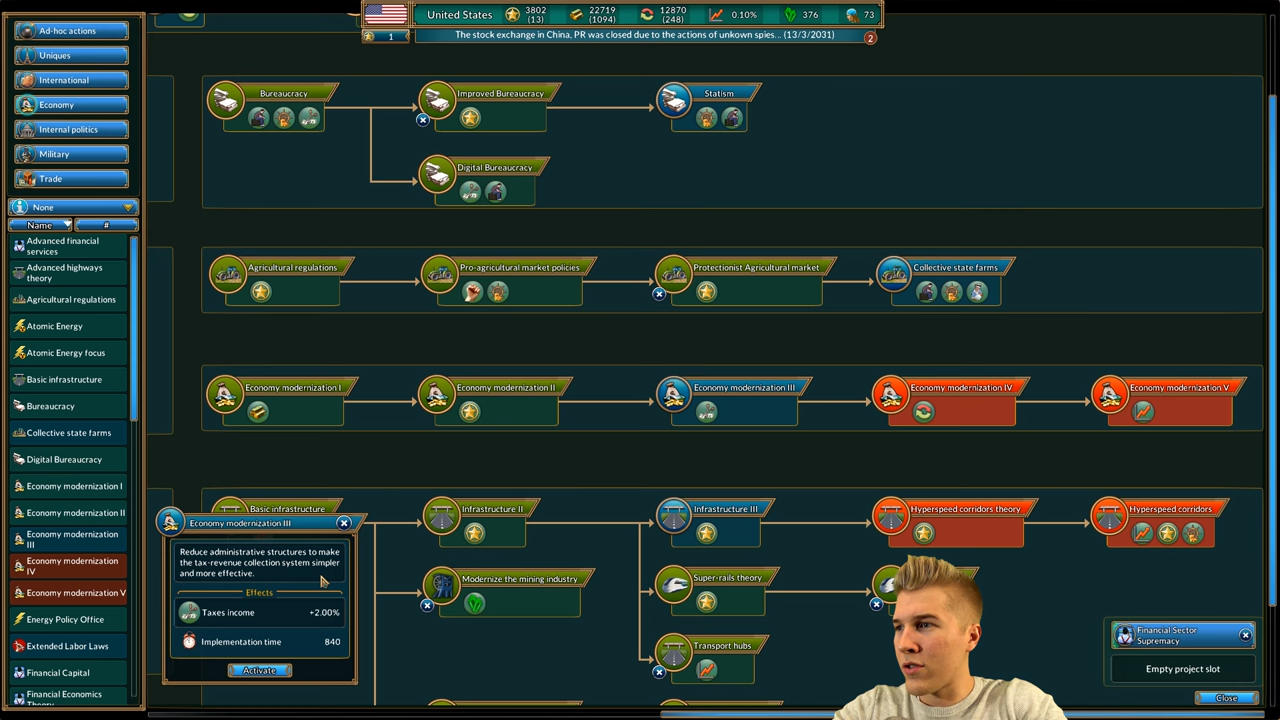 United States
3802
(13)
22719
(1094)
12870
(248)
0.10%
376
73
1
The stock exchange in China, PR was closed due to the actions of unkown spies... (13/3/2031)
2
Ad-hoc actions
Uniques
International
Economy
Internal politics
Military
Trade
None
Name
#
Advanced financial
services
Advanced highways
theory
Agricultural regulations
Atomic Energy
Atomic Energy focus
Basic infrastructure
Bureaucracy
Collective state farms
Digital Bureaucracy
Economy modernization I
Economy modernization II
Economy modernization
III
Economy modernization
IV
Economy modernization V
Energy Policy Office
Extended Labor Laws
Financial Capital
Financial Economics
Theory
Bureaucracy
Improved Bureaucracy
Statism
Digital Bureaucracy
Agricultural regulations
Pro-agricultural market policies
Protectionist Agricultural market
Collective state farms
Economy modernization I
Economy modernization II
Economy modernization III
Economy modernization IV
Economy modernization V
Basic infrastructure
Infrastructure II
Infrastructure III
Hyperspeed corridors theory
Hyperspeed corridors
Modernize the mining industry
Super-rails theory
Transport hubs
Economy modernization III
Reduce administrative structures to make
the tax-revenue collection system simpler
and more effective.
Effects
Taxes income +2.00%
Implementation time 840
Activate
Financial Sector
Supremacy
Empty project slot
Close